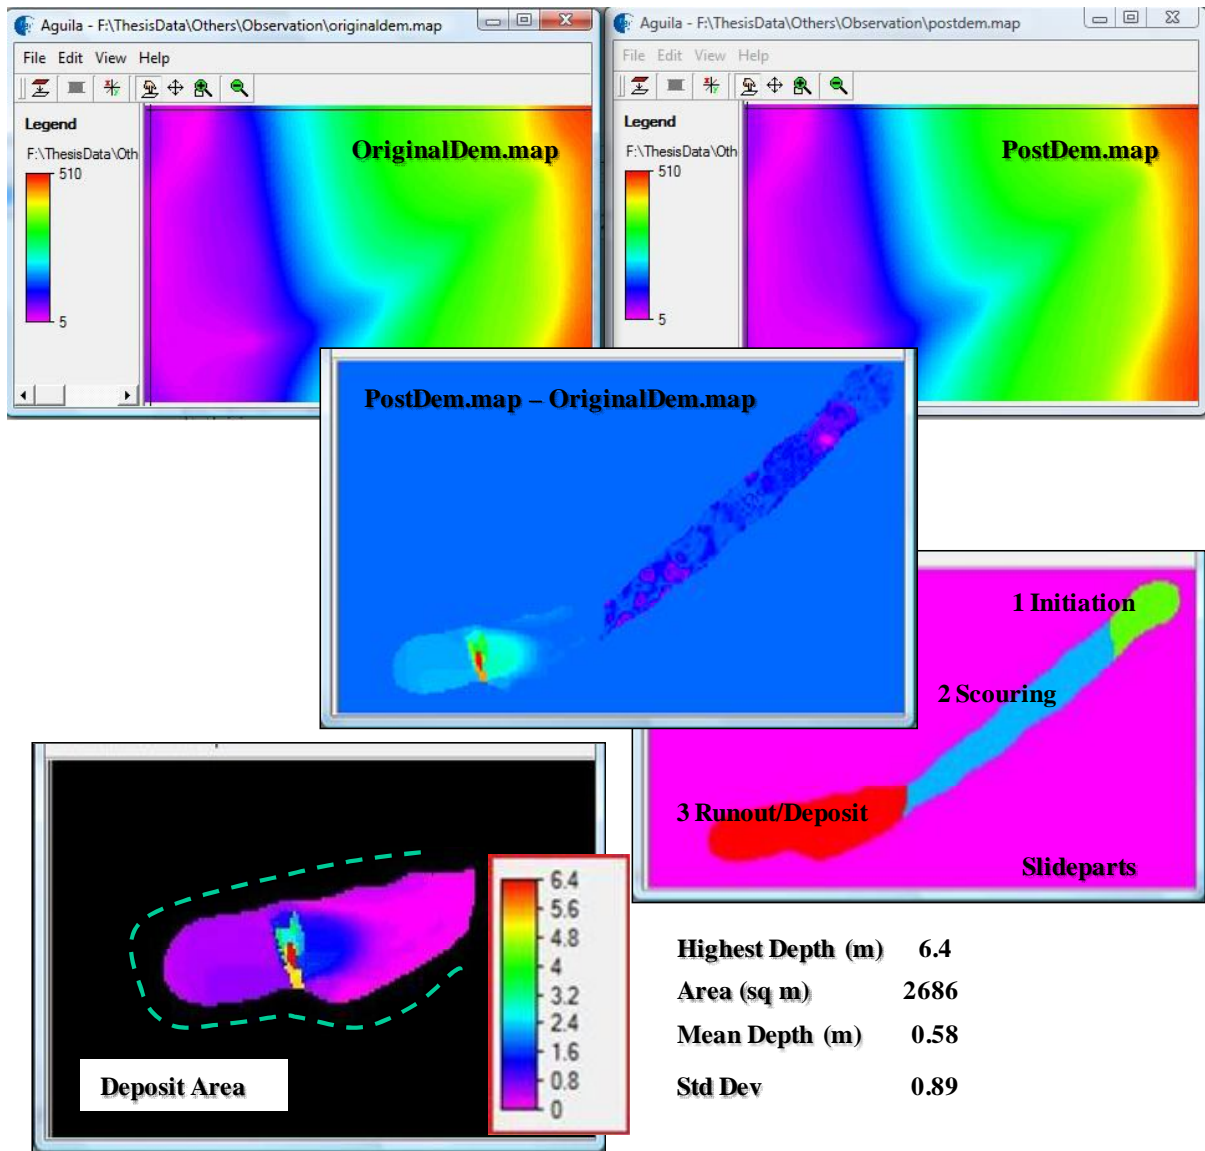 Aguila - F:\ThesisData\Others\Observation\originaldem.map
File Edit View Help
Legend
F:\ThesisData\Oth
510
5
OriginalDem.map
Aguila - F:\ThesisData\Others\Observation\postdem.map
File Edit View Help
Legend
F:\ThesisData\Oth
510
5
PostDem.map
PostDem.map – OriginalDem.map
1 Initiation
2 Scouring
3 Runout/Deposit
Slideparts
Deposit Area
6.4
5.6
4.8
4
3.2
2.4
1.6
0.8
0
Highest Depth (m) 6.4
Area (sq m) 2686
Mean Depth (m) 0.58
Std Dev 0.89